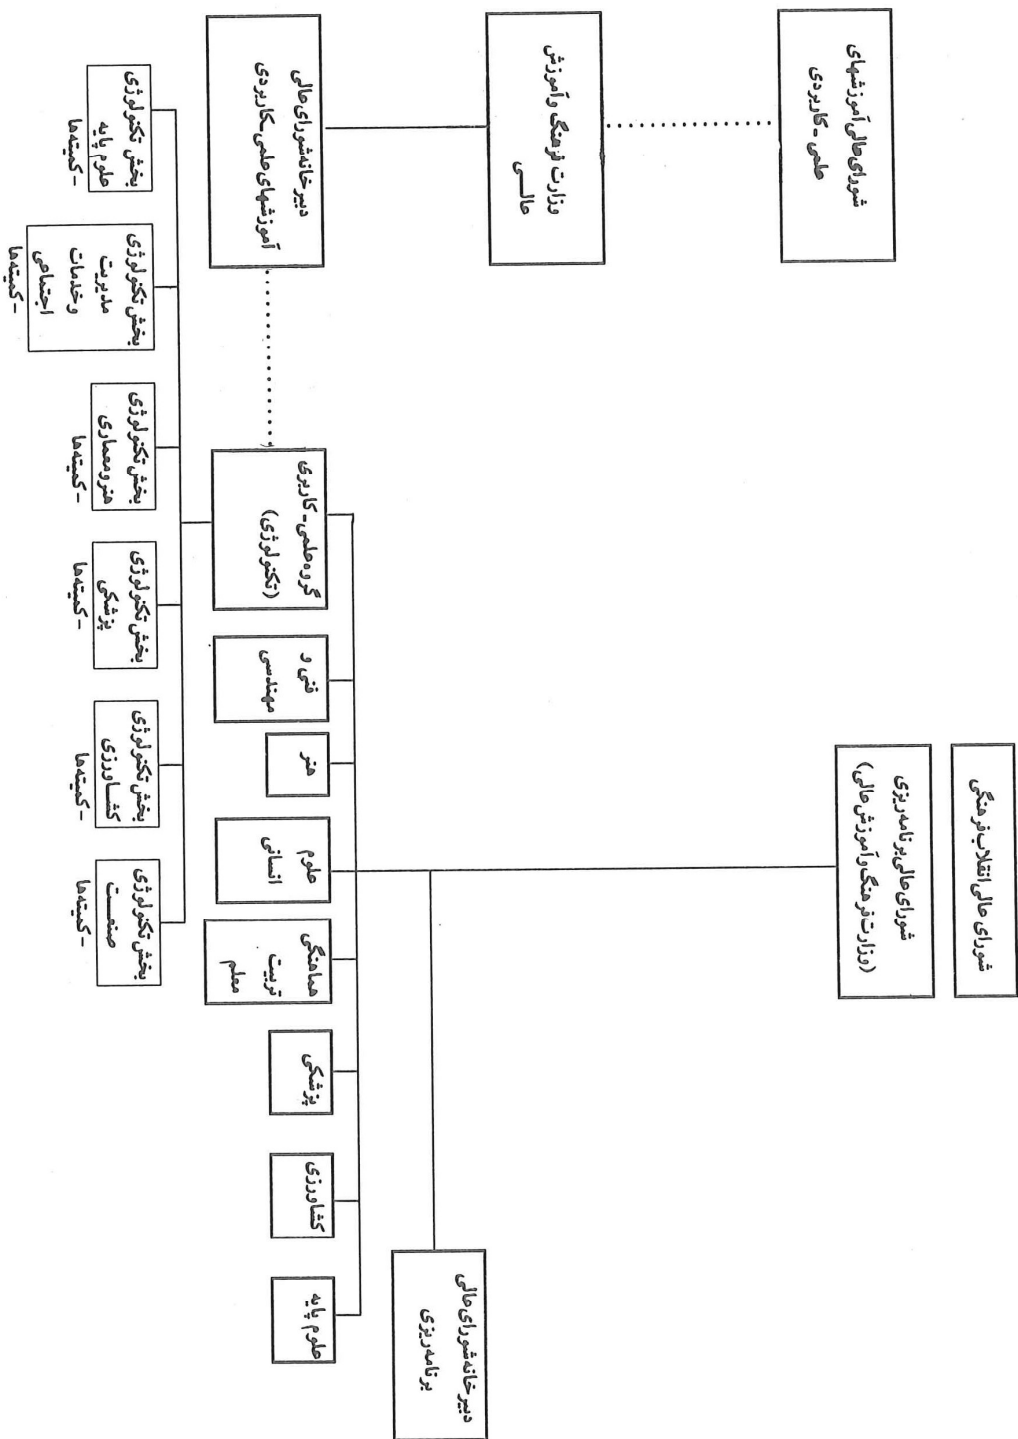 شورای عالی انقلاب فرهنگی
شورای عالی برنامه ریزی
(وزارت فرهنگ و آموزش عالی)
شورای عالی آموزشهای
علمی - کاربردی
وزارت فرهنگ و آموزش
عالــی
دبیرخانه شورای عالی
آموزشهای علمی - کاربردی
دبیرخانه شورای عالی
برنامه ریزی
گروه علمی - کاربری
(تکنولوژی)
فنی و
مهندسی
هنر
علوم
انسانی
هماهنگی
تربیت
معلم
پزشکی
کشاورزی
علوم پایه
بخش تکنولوژی
علوم پایه
- کمیته ها
بخش تکنولوژی
مدیریت
و خدمات
اجتماعی
- کمیته ها
بخش تکنولوژی
هنر و معماری
- کمیته ها
بخش تکنولوژی
پزشکی
- کمیته ها
بخش تکنولوژی
کشاورزی
- کمیته ها
بخش تکنولوژی
صنعـت
- کمیته ها